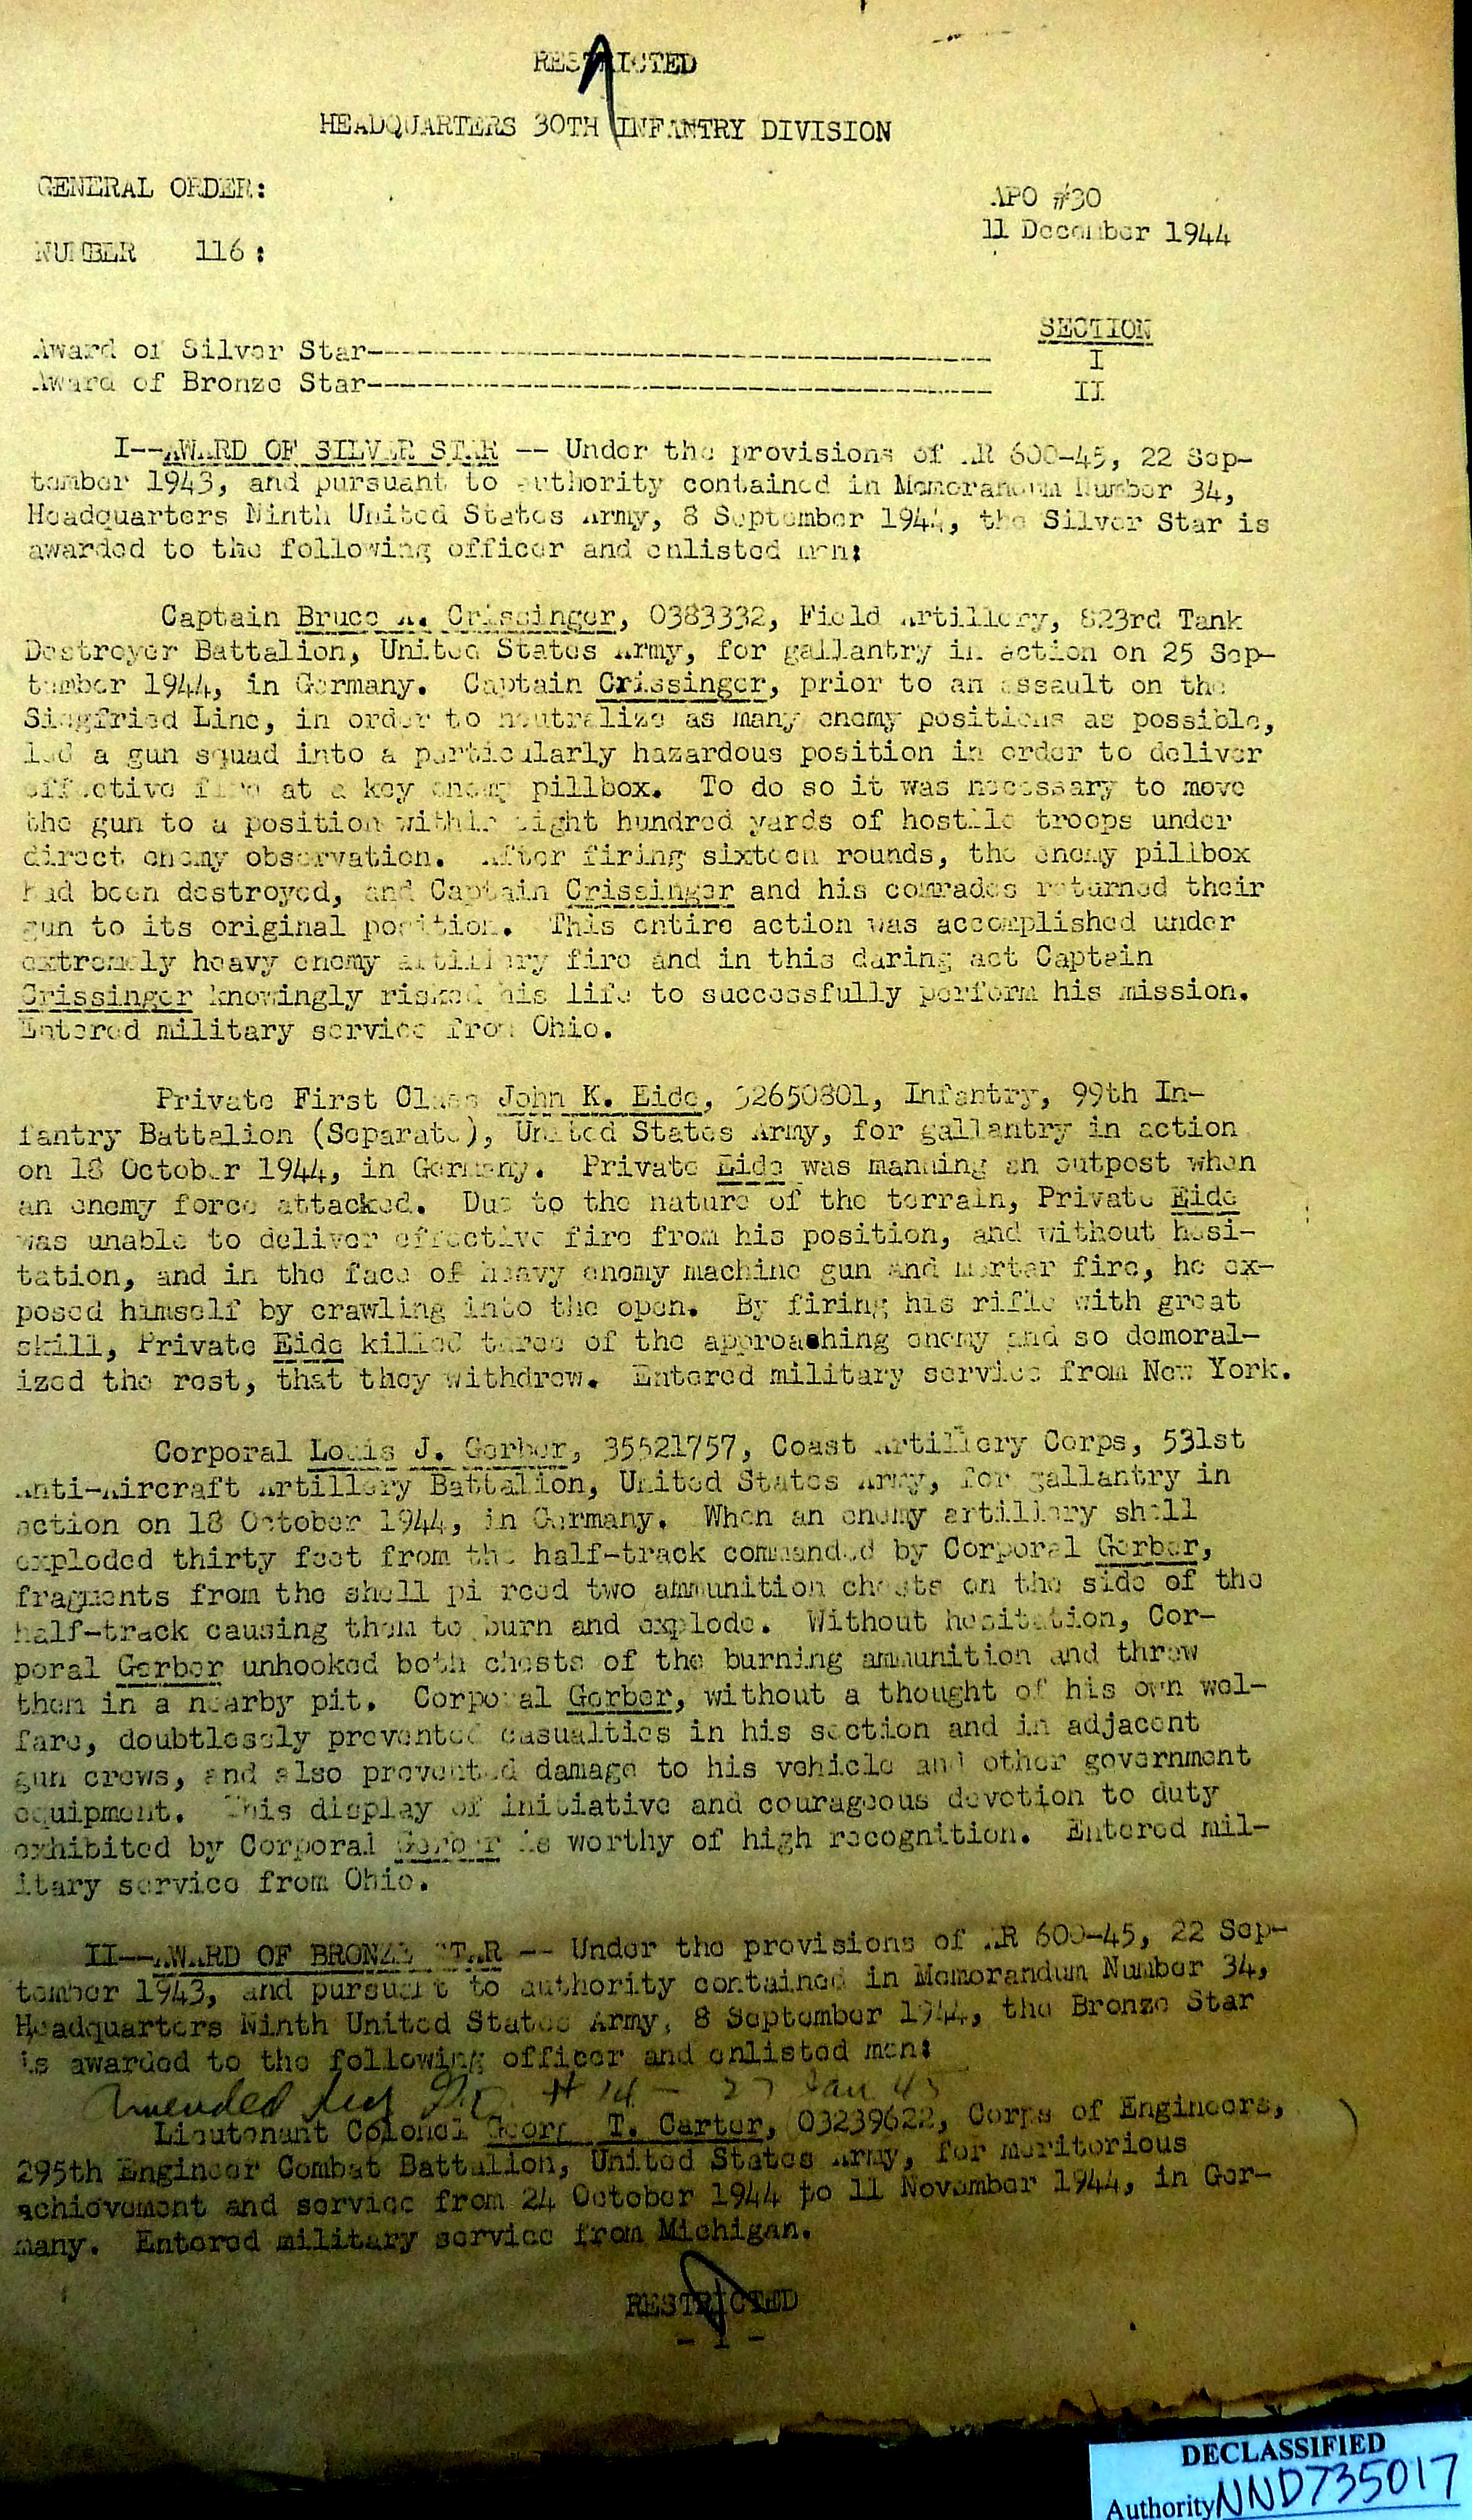 RESTRICTED
HEADQUARTERS 30TH INFANTRY DIVISION
GENERAL ORDER:
APO #30
11 December 1944
NUMBER 116:
SECTION
Award of Silver Star-------------------------------------------- I
Award of Bronze Star-------------------------------------------- II
I--AWARD OF SILVER STAR -- Under the provisions of AR 600-45, 22 Sep-
tember 1943, and pursuant to authority contained in Memorandum Number 34,
Headquarters Ninth United States Army, 8 September 1944, the Silver Star is
awarded to the following officer and enlisted men:
Captain Bruce A. Crissinger, 0383332, Field Artillery, 823rd Tank
Destroyer Battalion, United States Army, for gallantry in action on 25 Sep-
tember 1944, in Germany. Captain Crissinger, prior to an assault on the
Siegfried Line, in order to neutralize as many enemy positions as possible,
led a gun squad into a particularly hazardous position in order to deliver
effective fire at a key enemy pillbox. To do so it was necessary to move
the gun to a position within eight hundred yards of hostile troops under
direct enemy observation. After firing sixteen rounds, the enemy pillbox
had been destroyed, and Captain Crissinger and his comrades returned their
gun to its original position. This entire action was accomplished under
extremely heavy enemy artillery fire and in this daring act Captain
Crissinger knowingly risked his life to successfully perform his mission.
Entered military service from Ohio.
Private First Class John K. Eide, 32650801, Infantry, 99th In-
fantry Battalion (Separate), United States Army, for gallantry in action
on 18 October 1944, in Germany. Private Eide was manning an outpost when
an enemy force attacked. Due to the nature of the terrain, Private Eide
was unable to deliver effective fire from his position, and without hesi-
tation, and in the face of heavy enemy machine gun and mortar fire, he ex-
posed himself by crawling into the open. By firing his rifle with great
skill, Private Eide killed three of the approaching enemy and so demoral-
ized the rest, that they withdrew. Entered military service from New York.
Corporal Louis J. Gerber, 35521757, Coast Artillery Corps, 531st
Anti-Aircraft Artillery Battalion, United States Army, for gallantry in
action on 18 October 1944, in Germany. When an enemy artillery shell
exploded thirty feet from the half-track commanded by Corporal Gerber,
fragments from the shell pierced two ammunition chests on the side of the
half-track causing them to burn and explode. Without hesitation, Cor-
poral Gerber unhooked both chests of the burning ammunition and threw
them in a nearby pit. Corporal Gerber, without a thought of his own wel-
fare, doubtlessly prevented casualties in his section and in adjacent
gun crews, and also prevented damage to his vehicle and other government
equipment. This display of initiative and courageous devotion to duty
exhibited by Corporal Gerber is worthy of high recognition. Entered mil-
itary service from Ohio.
II--AWARD OF BRONZE STAR -- Under the provisions of AR 600-45, 22 Sep-
tember 1943, and pursuant to authority contained in Memorandum Number 34,
Headquarters Ninth United States Army, 8 September 1944, the Bronze Star
is awarded to the following officer and enlisted men:
Amended by # 14 - 27 Jan 45
Lieutenant Colonel George T. Carter, 03239622, Corps of Engineers,
295th Engineer Combat Battalion, United States Army, for meritorious
achievement and service from 24 October 1944 to 11 November 1944, in Ger-
many. Entered military service from Michigan.
RESTRICTED
- 1 -
DECLASSIFIED
Authority NND735017